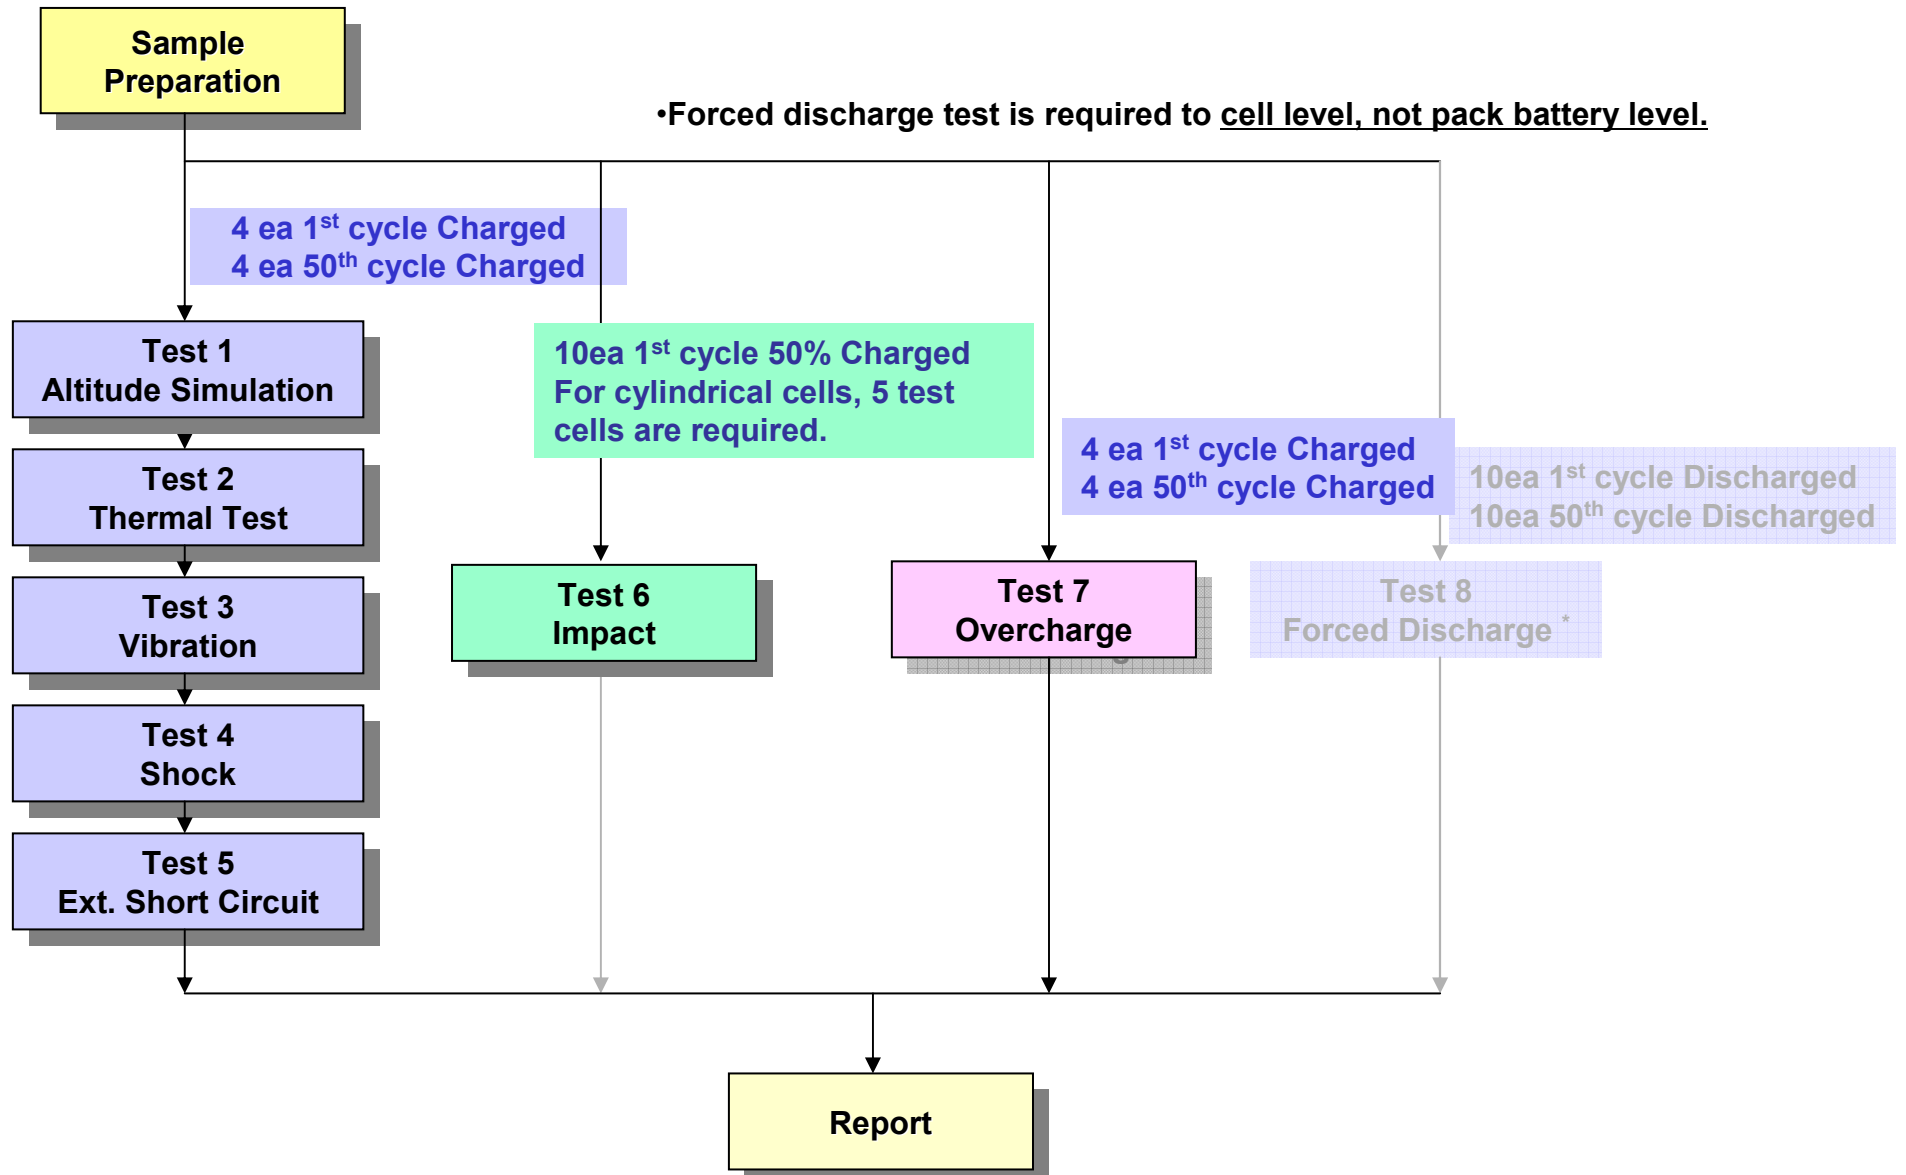 Sample
Preparation
•Forced discharge test is required to cell level, not pack battery level.
4 ea 1st cycle Charged
4 ea 50th cycle Charged
Test 1
Altitude Simulation
10ea 1st cycle 50% Charged
For cylindrical cells, 5 test
cells are required.
4 ea 1st cycle Charged
4 ea 50th cycle Charged
10ea 1st cycle Discharged
10ea 50th cycle Discharged
Test 2
Thermal Test
Test 3
Vibration
Test 6
Impact
Test 7
Overcharge
Test 8
Forced Discharge *
Test 4
Shock
Test 5
Ext. Short Circuit
Report